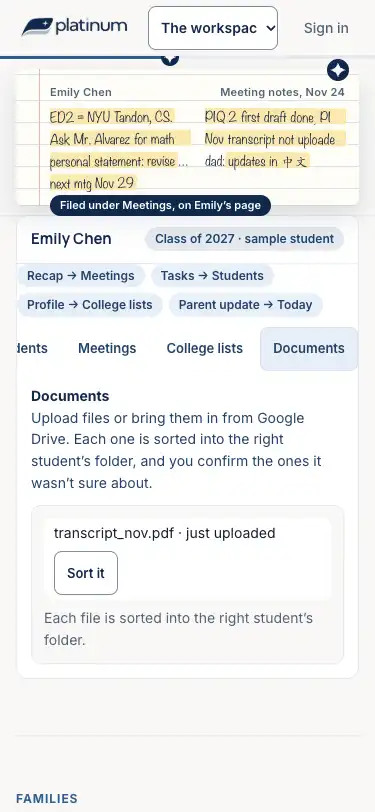 platinum
The workspac
Sign in
Emily Chen
Meeting notes, Nov 24
ED2 = NYU Tandon, CS.
Ask Mr. Alvarez for math
personal statement: revise ...
next mtg Nov 29
PIQ 2 first draft done, PI
Nov transcript not uploade
dad: updates in 中文
Filed under Meetings, on Emily's page
Emily Chen
Class of 2027 · sample student
Recap → Meetings
Tasks → Students
Profile → College lists
Parent update → Today
dents
Meetings
College lists
Documents
Documents
Upload files or bring them in from Google
Drive. Each one is sorted into the right
student's folder, and you confirm the ones it
wasn't sure about.
transcript_nov.pdf · just uploaded
Sort it
Each file is sorted into the right student's
folder.
FAMILIES